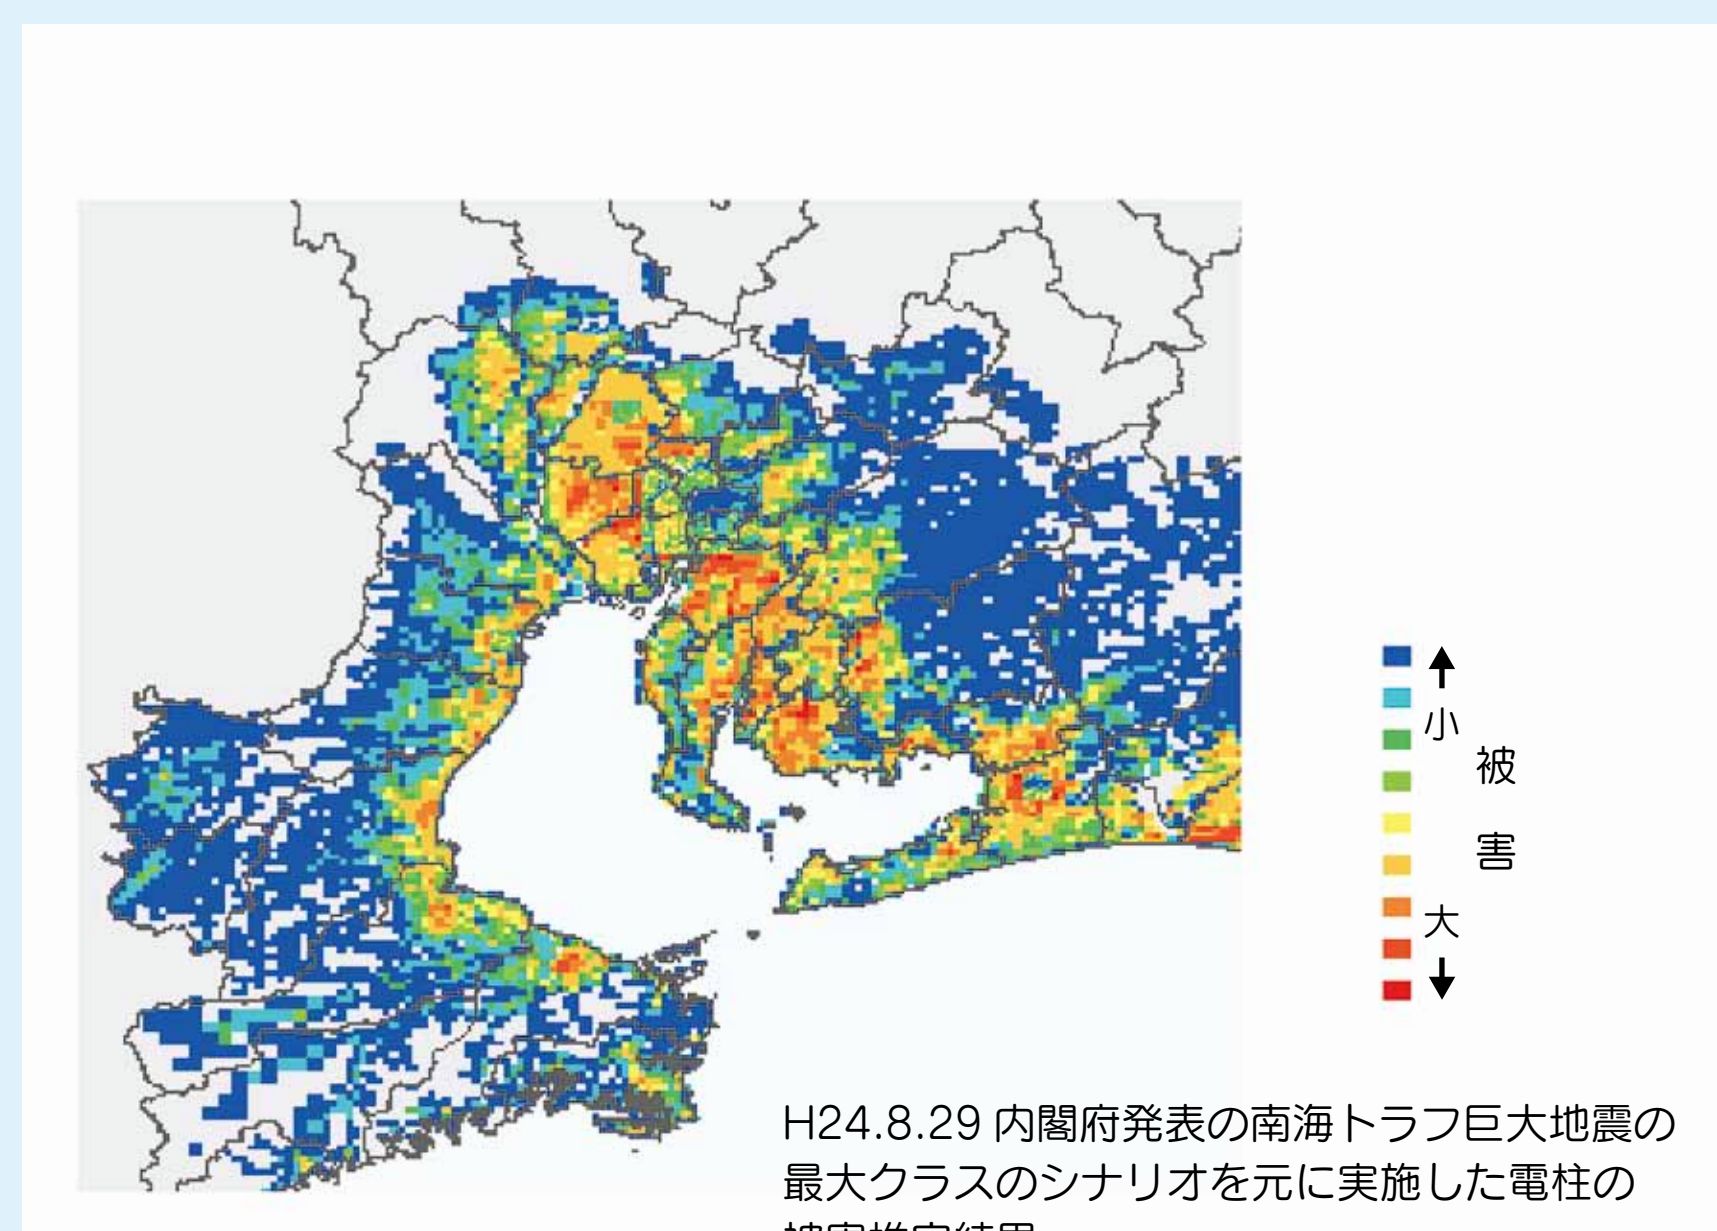 小
被
害
大
H24.8.29 内閣府発表の南海トラフ巨大地震の
最大クラスのシナリオを元に実施した電柱の